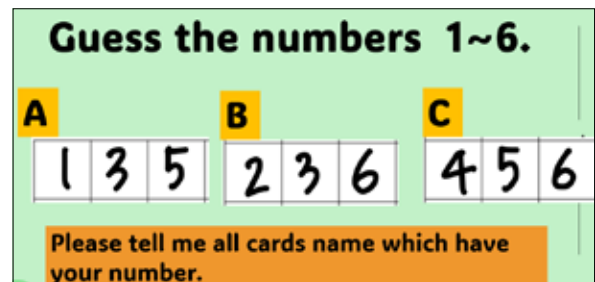 Guess the numbers 1~6.
A B C
1 3 5 2 3 6 4 5 6
Please tell me all cards name which have
your number.